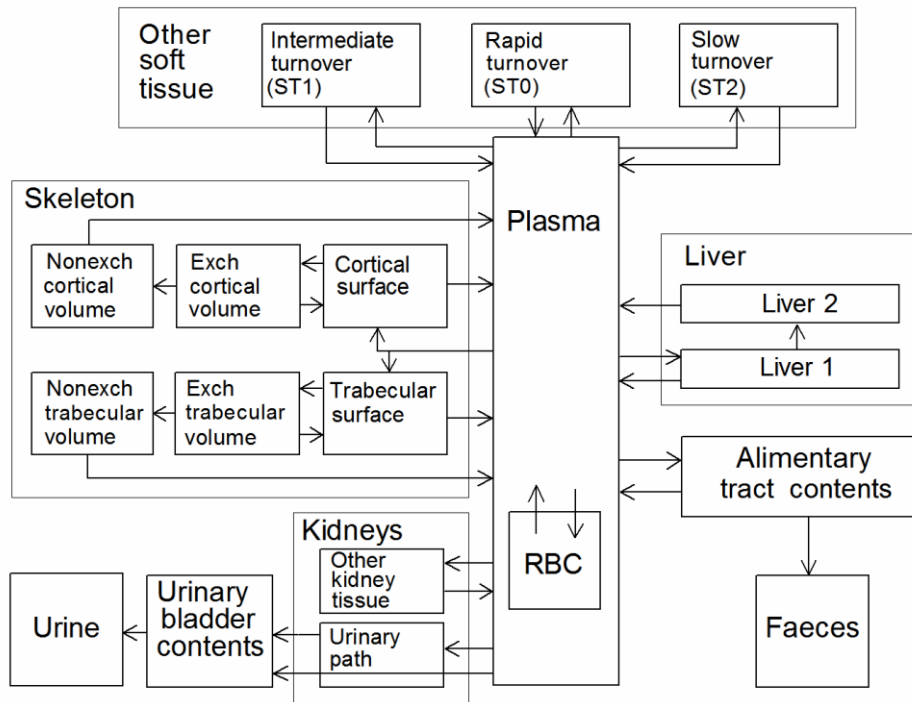 Other
soft
tissue
Intermediate
turnover
(ST1)
Rapid
turnover
(ST0)
Slow
turnover
(ST2)
Skeleton
Plasma
Nonexch
cortical
volume
Exch
cortical
volume
Cortical
surface
Liver
Liver 2
Liver 1
Nonexch
trabecular
volume
Exch
trabecular
volume
Trabecular
surface
Alimentary
tract contents
Kidneys
Other
kidney
tissue
RBC
Urine
Urinary
bladder
contents
Urinary
path
Faeces